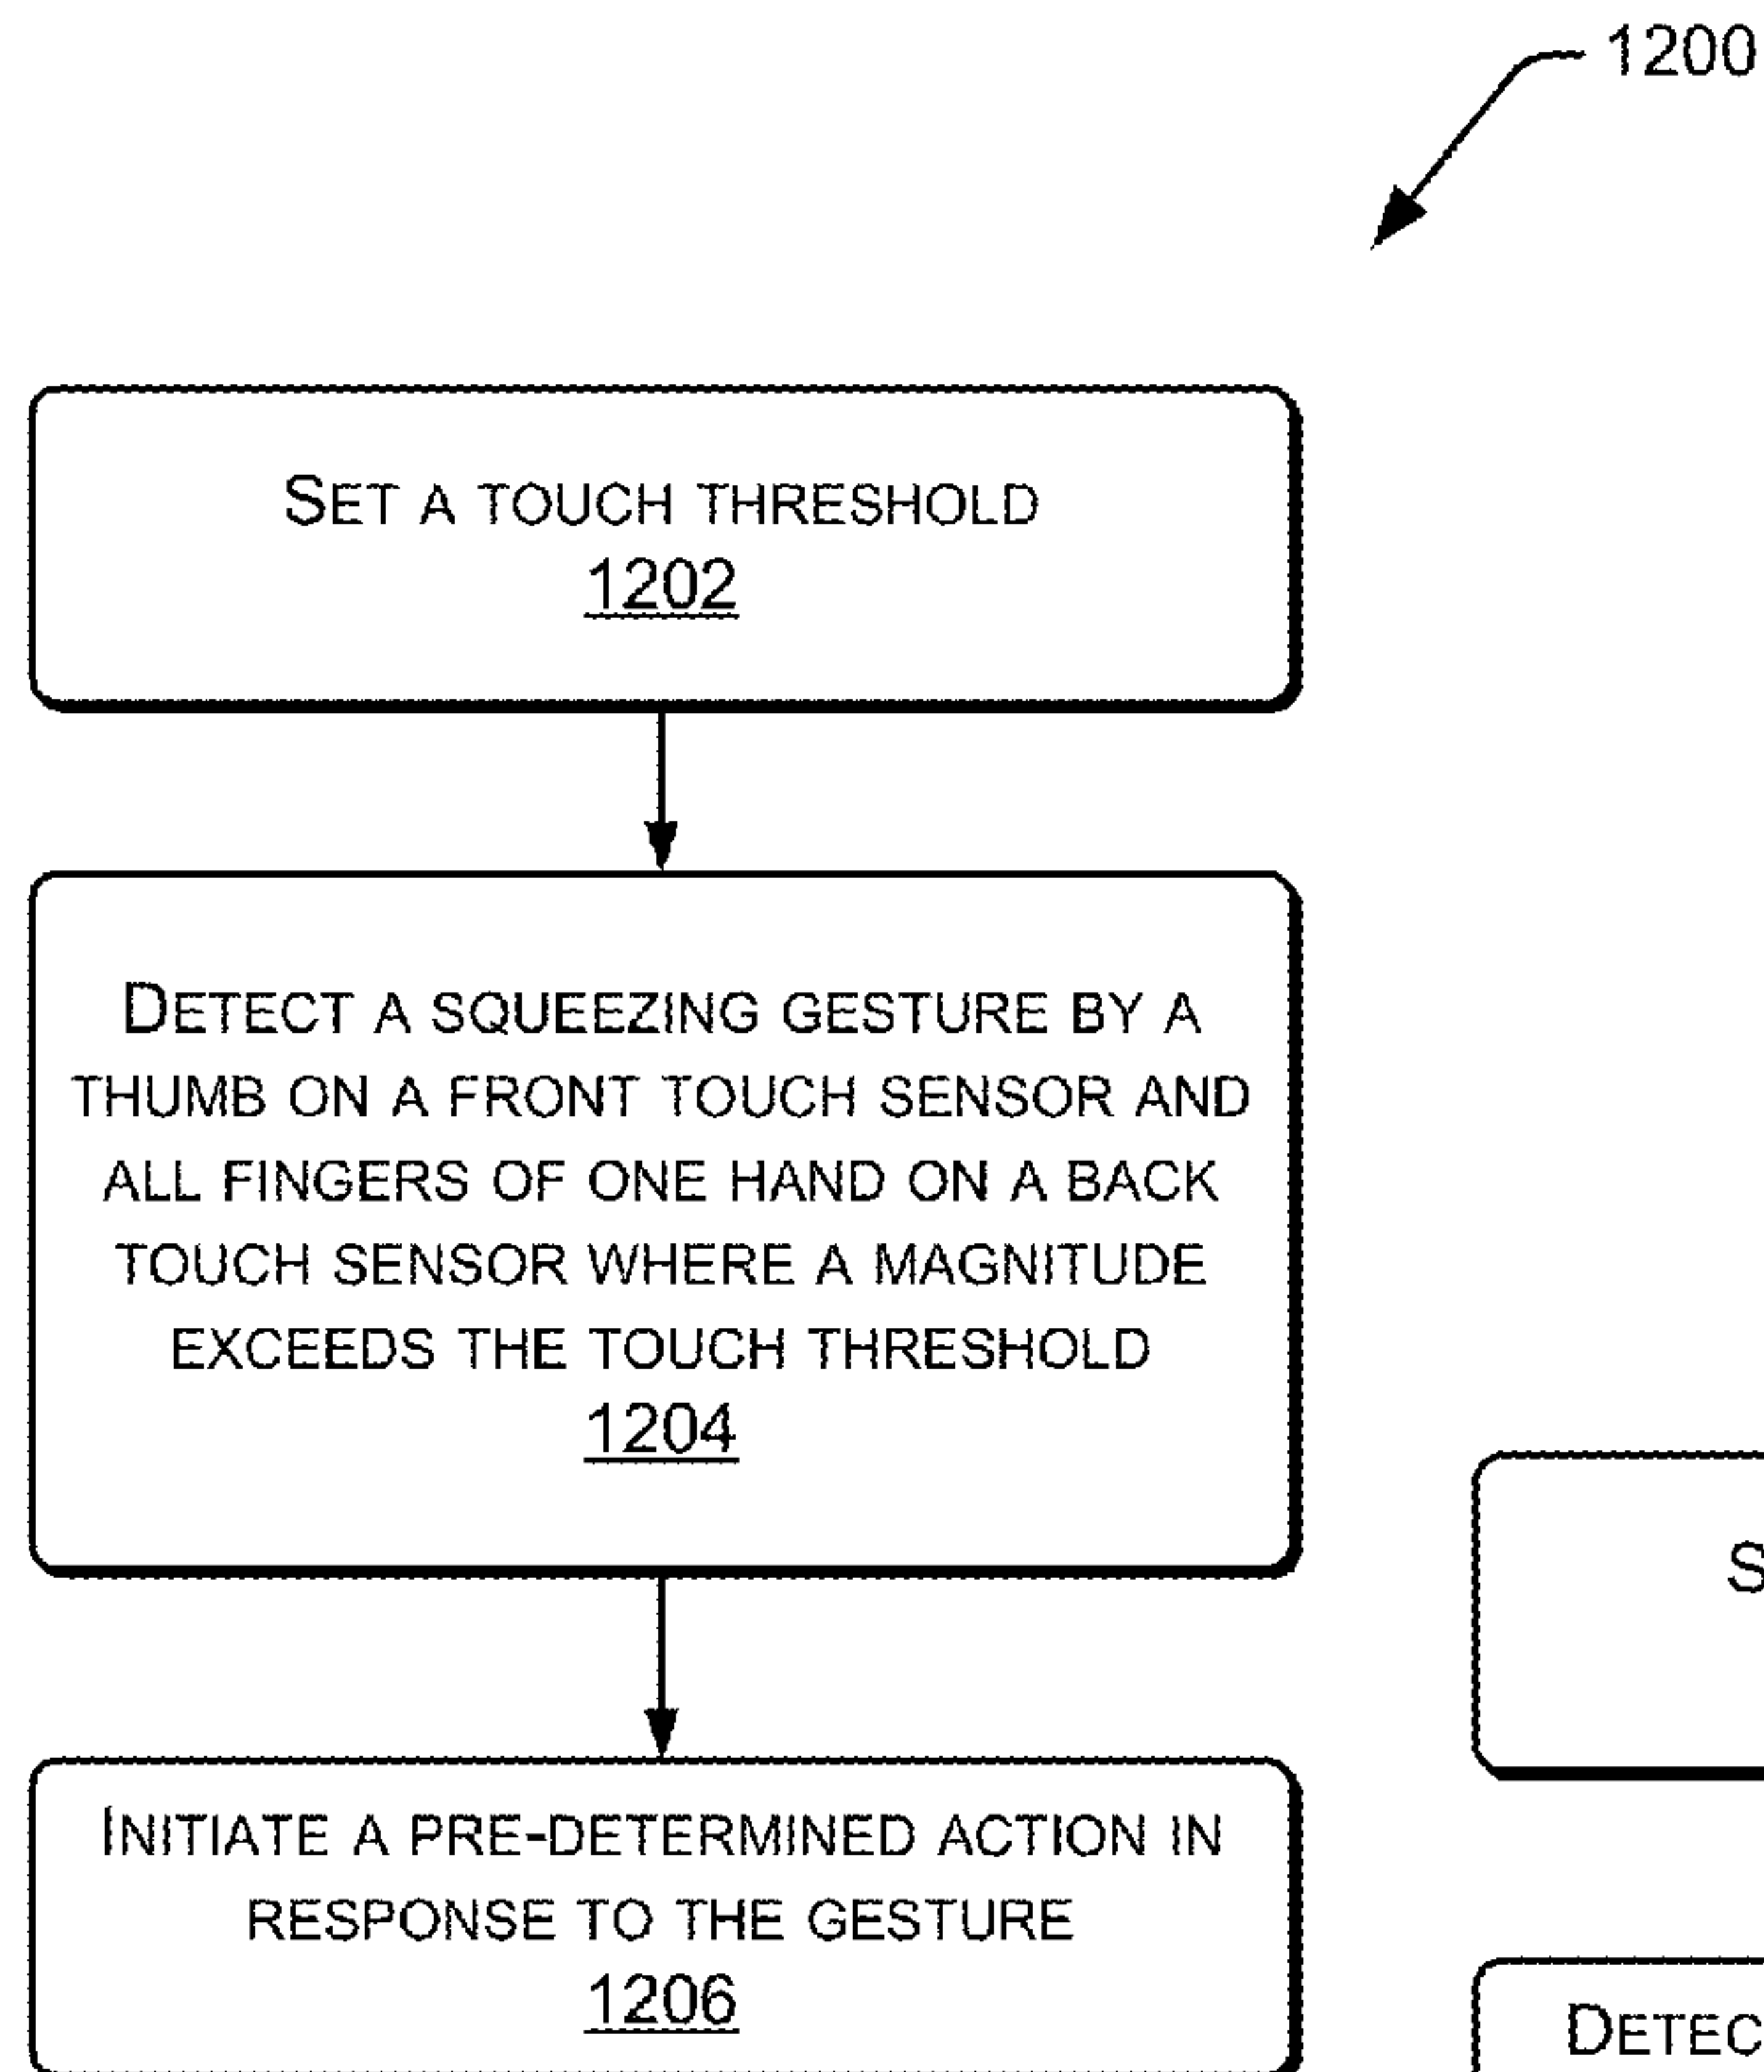 1200
SET A TOUCH THRESHOLD
1202
DETECT A SQUEEZING GESTURE BY A
THUMB ON A FRONT TOUCH SENSOR AND
ALL FINGERS OF ONE HAND ON A BACK
TOUCH SENSOR WHERE A MAGNITUDE
EXCEEDS THE TOUCH THRESHOLD
1204
INITIATE A PRE-DETERMINED ACTION IN
RESPONSE TO THE GESTURE
1206